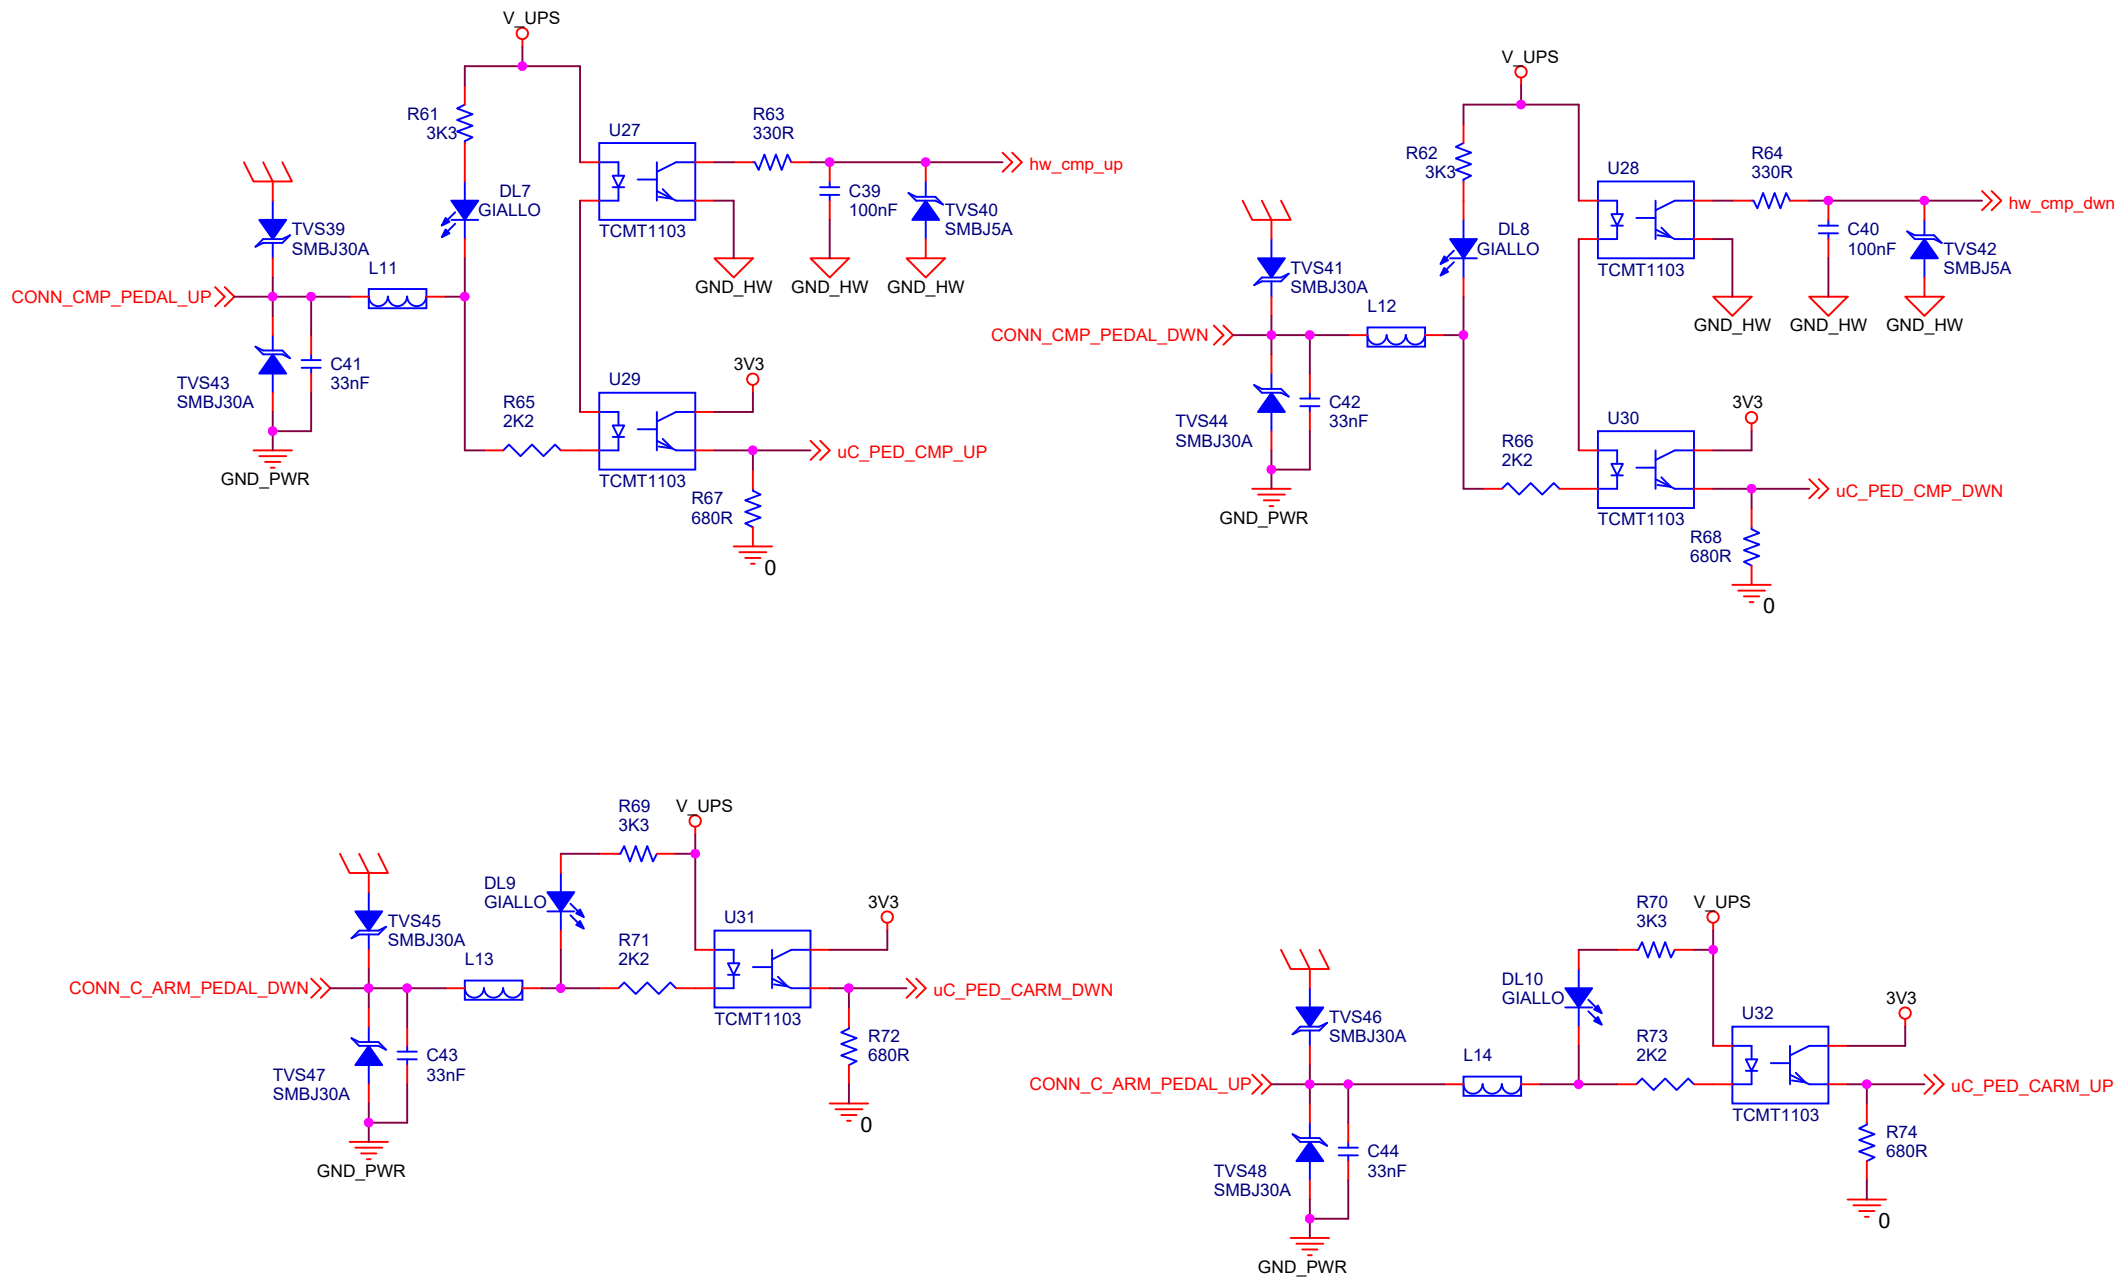 V_UPS
R61
3K3
DL7
GIALLO
U27
TCMT1103
R63
330R
hw_cmp_up
C39
100nF
TVS40
SMBJ5A
GND_HW
GND_HW
GND_HW
TVS39
SMBJ30A
L11
CONN_CMP_PEDAL_UP
TVS43
SMBJ30A
C41
33nF
GND_PWR
R65
2K2
U29
TCMT1103
3V3
uC_PED_CMP_UP
R67
680R
0
V_UPS
R62
3K3
DL8
GIALLO
U28
TCMT1103
R64
330R
hw_cmp_dwn
C40
100nF
TVS42
SMBJ5A
GND_HW
GND_HW
GND_HW
TVS41
SMBJ30A
L12
CONN_CMP_PEDAL_DWN
TVS44
SMBJ30A
C42
33nF
GND_PWR
R66
2K2
U30
TCMT1103
3V3
uC_PED_CMP_DWN
R68
680R
0
R69
3K3
V_UPS
DL9
GIALLO
U31
TCMT1103
3V3
TVS45
SMBJ30A
L13
R71
2K2
CONN_C_ARM_PEDAL_DWN
uC_PED_CARM_DWN
R72
680R
0
TVS47
SMBJ30A
C43
33nF
GND_PWR
R70
3K3
V_UPS
DL10
GIALLO
U32
TCMT1103
3V3
TVS46
SMBJ30A
L14
R73
2K2
CONN_C_ARM_PEDAL_UP
uC_PED_CARM_UP
R74
680R
0
TVS48
SMBJ30A
C44
33nF
GND_PWR